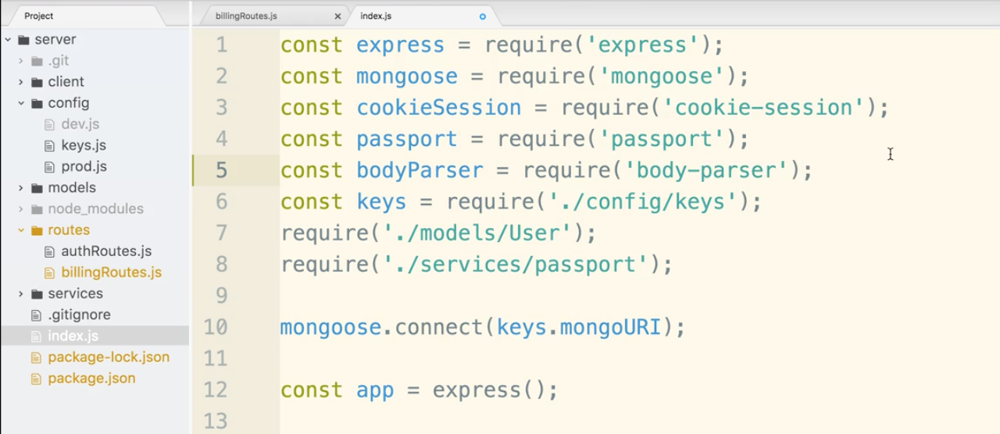 Project
server
.git
client
config
dev.js
keys.js
prod.js
models
node_modules
routes
authRoutes.js
billingRoutes.js
services
.gitignore
index.js
package-lock.json
package.json
billingRoutes.js
index.js
1 const express = require('express');
2 const mongoose = require('mongoose');
3 const cookieSession = require('cookie-session');
4 const passport = require('passport');
5 const bodyParser = require('body-parser');
6 const keys = require('./config/keys');
7 require('./models/User');
8 require('./services/passport');
9
10 mongoose.connect(keys.mongoURI);
11
12 const app = express();
13